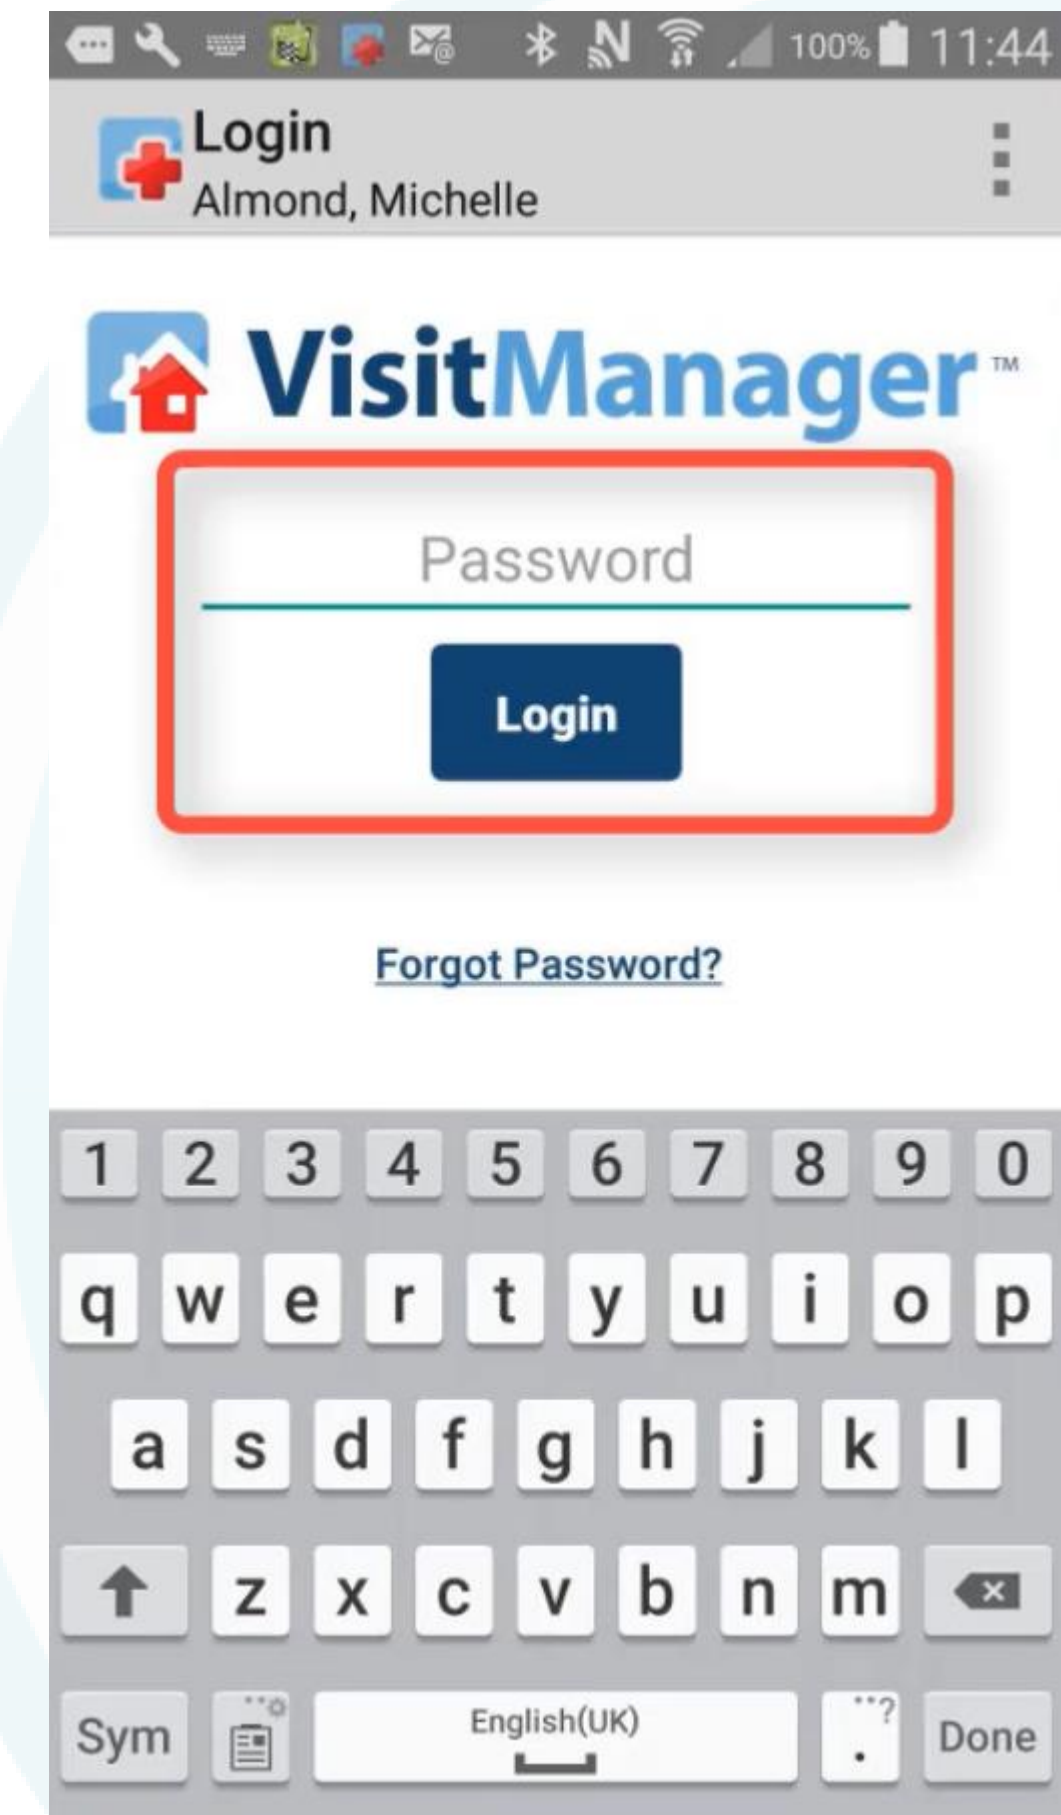 100% 11:44
Login
Almond, Michelle
VisitManager™
Password
Login
Forgot Password?
1 2 3 4 5 6 7 8 9 0
q w e r t y u i o p
a s d f g h j k l
z x c v b n m
Sym English(UK) . ? Done